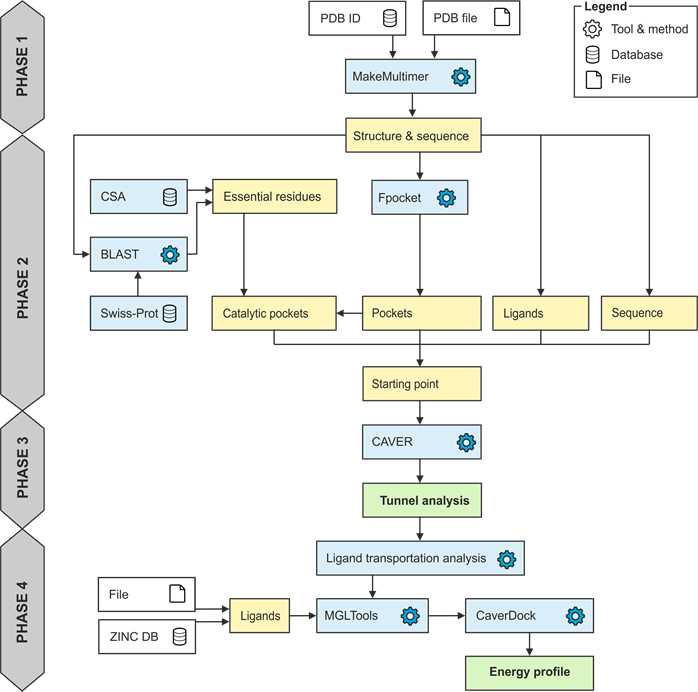 PHASE 1
PDB ID
PDB file
MakeMultimer
Legend
Tool & method
Database
File
PHASE 2
Structure & sequence
CSA
Essential residues
Fpocket
BLAST
Swiss-Prot
Catalytic pockets
Pockets
Ligands
Sequence
Starting point
PHASE 3
CAVER
Tunnel analysis
PHASE 4
Ligand transportation analysis
File
ZINC DB
Ligands
MGLTools
CaverDock
Energy profile